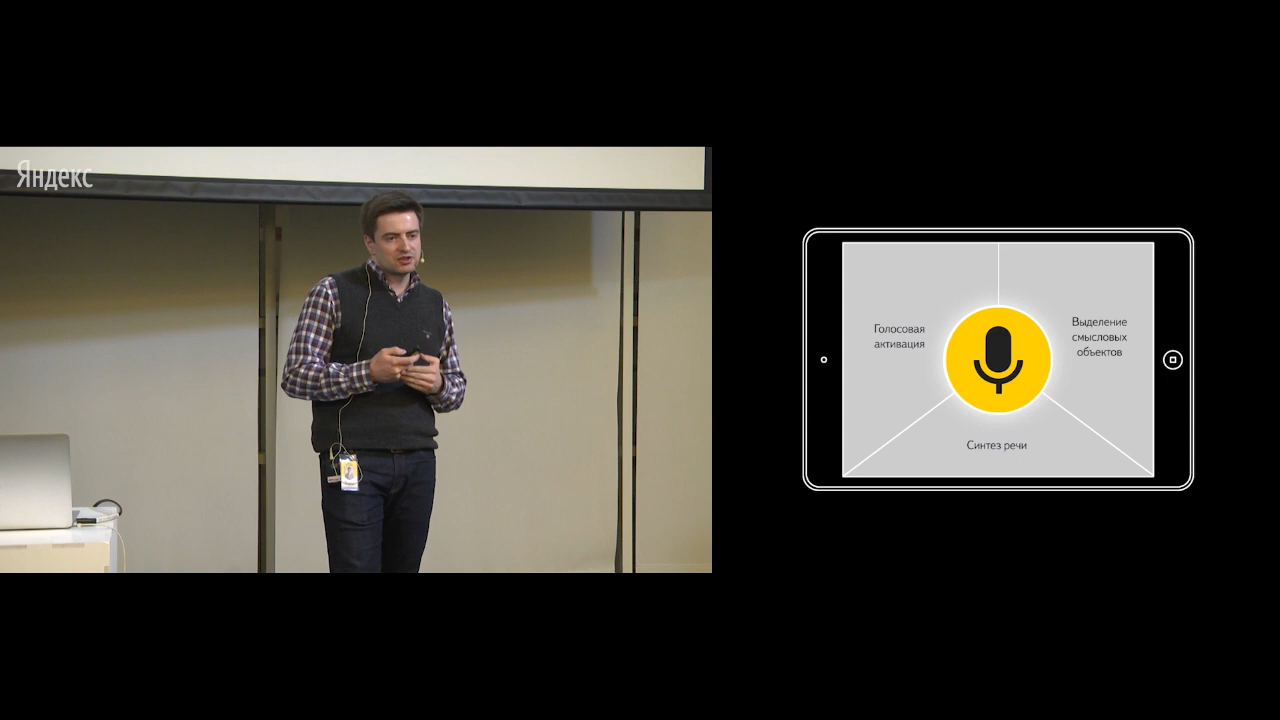 Яндекс
Голосовая
активация
Выделение
смысловых
объектов
Синтез речи